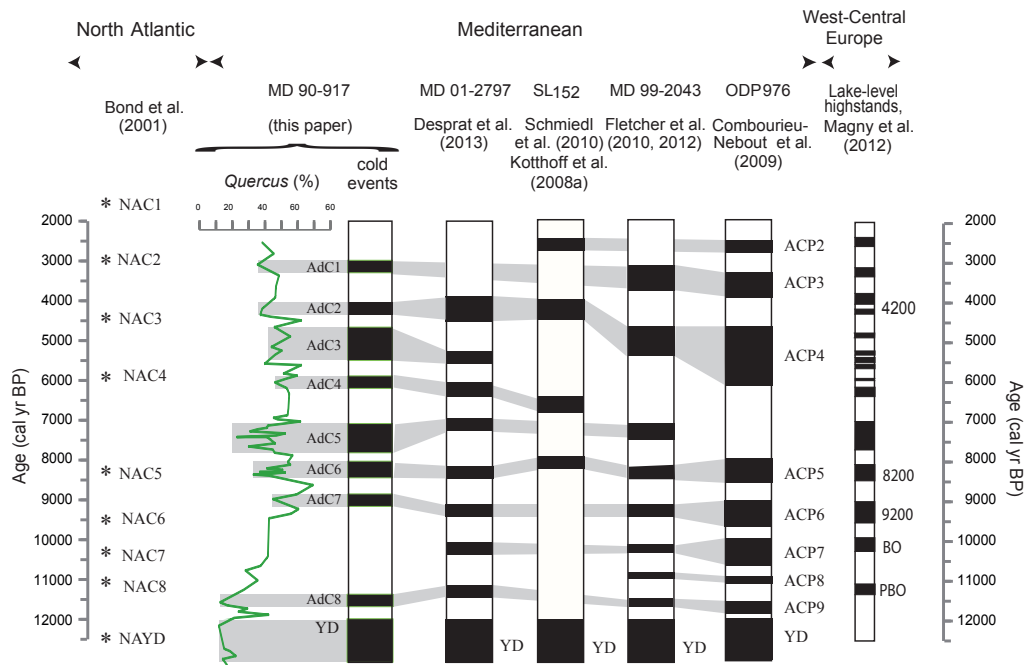 North Atlantic
Mediterranean
West-Central
Europe
Bond et al.
(2001)
MD 90-917
(this paper)
MD 01-2797
Desprat et al.
(2013)
SL152
Schmiedl
et al. (2010)
Kotthoff et al.
(2008a)
MD 99-2043
Fletcher et al.
(2010, 2012)
ODP976
Combourieu-
Nebout et al.
(2009)
Lake-level
highstands,
Magny et al.
(2012)
Quercus (%)
cold
events
0 20 40 60 80
Age (cal yr BP)
2000
3000
4000
5000
6000
7000
8000
9000
10000
11000
12000
* NAC1
* NAC2
* NAC3
* NAC4
* NAC5
* NAC6
* NAC7
* NAC8
* NAYD
AdC1
AdC2
AdC3
AdC4
AdC5
AdC6
AdC7
AdC8
YD
YD
YD
YD
YD
ACP2
ACP3
ACP4
ACP5
ACP6
ACP7
ACP8
ACP9
4200
8200
9200
BO
PBO
2000
3000
4000
5000
6000
7000
8000
9000
10000
11000
12000
Age (cal yr BP)